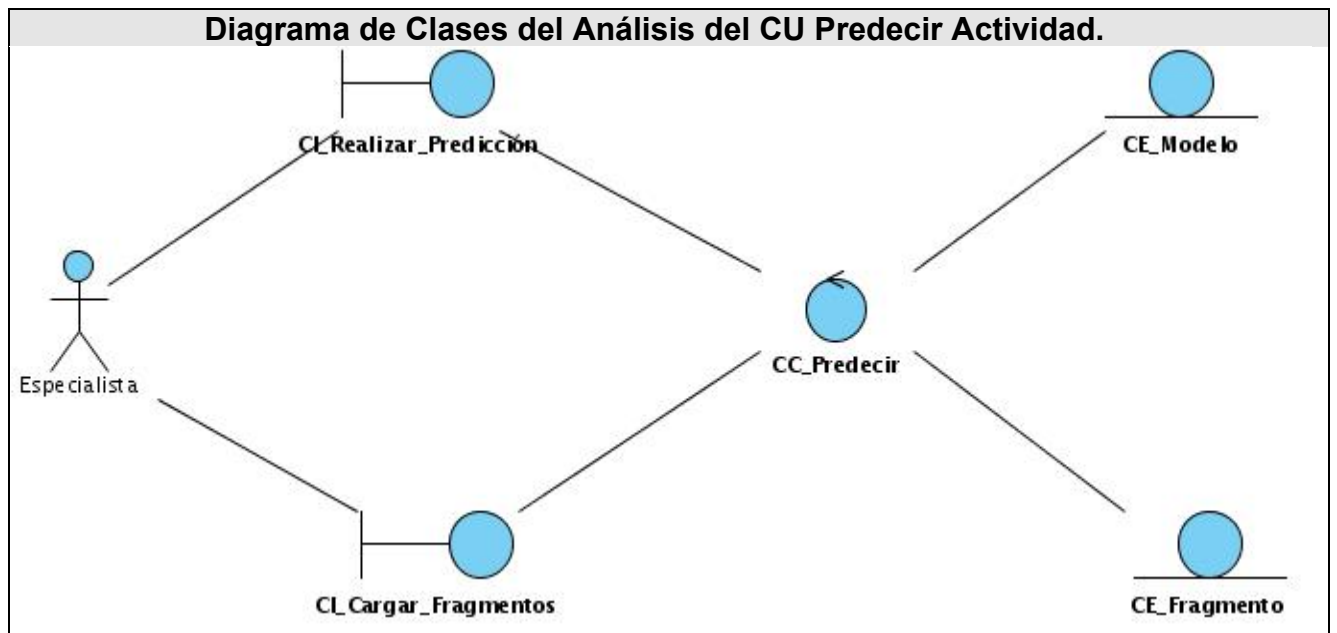 Diagrama de Clases del Análisis del CU Predecir Actividad.
CI_Realizar_Predicción
CE_Modelo
Especialista
CC_Predecir
CI_Cargar_Fragmentos
CE_Fragmento